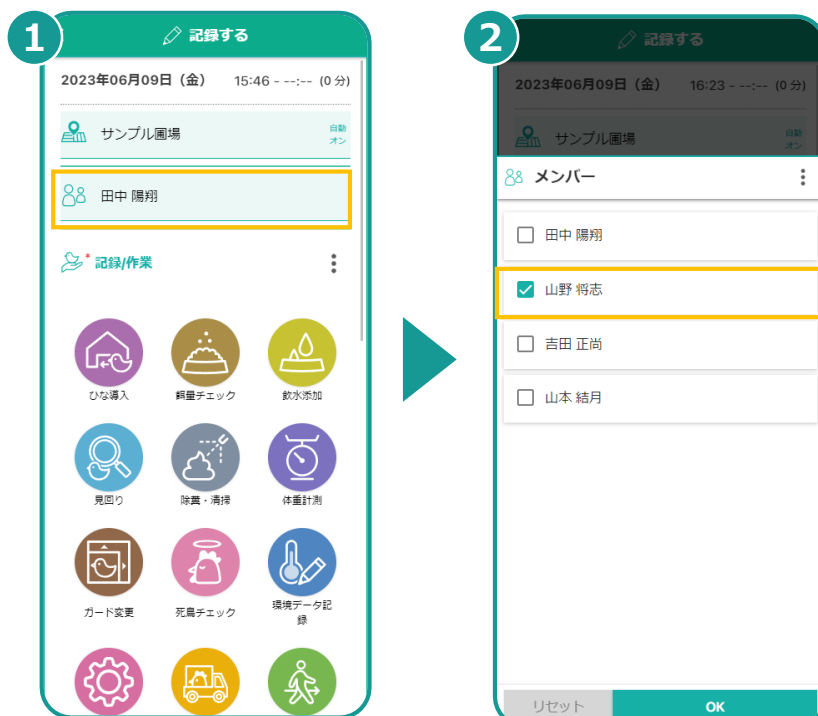 1
記録する
2023年06月09日（金） 15:46 - --:-- (0 分)
サンプル圃場
自動
オン
田中 陽翔
* 記録/作業
ひな導入 餌量チェック 飲水添加
見回り 除糞・清掃 体重計測
ガード変更 死鳥チェック 環境データ記
録
2
記録する
2023年06月09日（金） 16:23 - --:-- (0 分)
サンプル圃場
自動
オン
メンバー
田中 陽翔
山野 将志
吉田 正尚
山本 結月
リセット OK